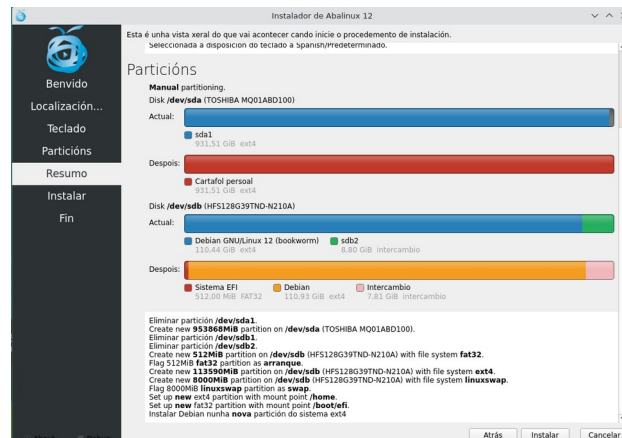 Instalador de Abalinux 12
Esta é unha vista xeral do que vai acontecer cando inicie o procedemento de instalación.
Seleccionada a disposición do teclado a Spanish/Predeterminado.
Benvido
Localización...
Teclado
Particións
Resumo
Instalar
Fin
Particións
Manual partitioning.
Disk /dev/sda (TOSHIBA MQ01ABD100)
Actual:
sda1
931,51 GiB ext4
Despois:
Cartafol persoal
931,51 GiB ext4
Disk /dev/sdb (HFS128G39TND-N210A)
Actual:
Debian GNU/Linux 12 (bookworm) sdb2
110,44 GiB ext4 8,80 GiB intercambio
Despois:
Sistema EFI Debian Intercambio
512,00 MiB FAT32 110,93 GiB ext4 7,81 GiB intercambio
Eliminar partición /dev/sda1.
Create new 953868MiB partition on /dev/sda (TOSHIBA MQ01ABD100).
Eliminar partición /dev/sdb1.
Eliminar partición /dev/sdb2.
Create new 512MiB partition on /dev/sdb (HFS128G39TND-N210A) with file system fat32.
Flag 512MiB fat32 partition as arranque.
Create new 113590MiB partition on /dev/sdb (HFS128G39TND-N210A) with file system ext4.
Create new 8000MiB partition on /dev/sdb (HFS128G39TND-N210A) with file system linuxswap.
Flag 8000MiB linuxswap partition as swap.
Set up new ext4 partition with mount point /home.
Set up new fat32 partition with mount point /boot/efi.
Instalar Debian nunha nova partición do sistema ext4
Atrás Instalar Cancelar